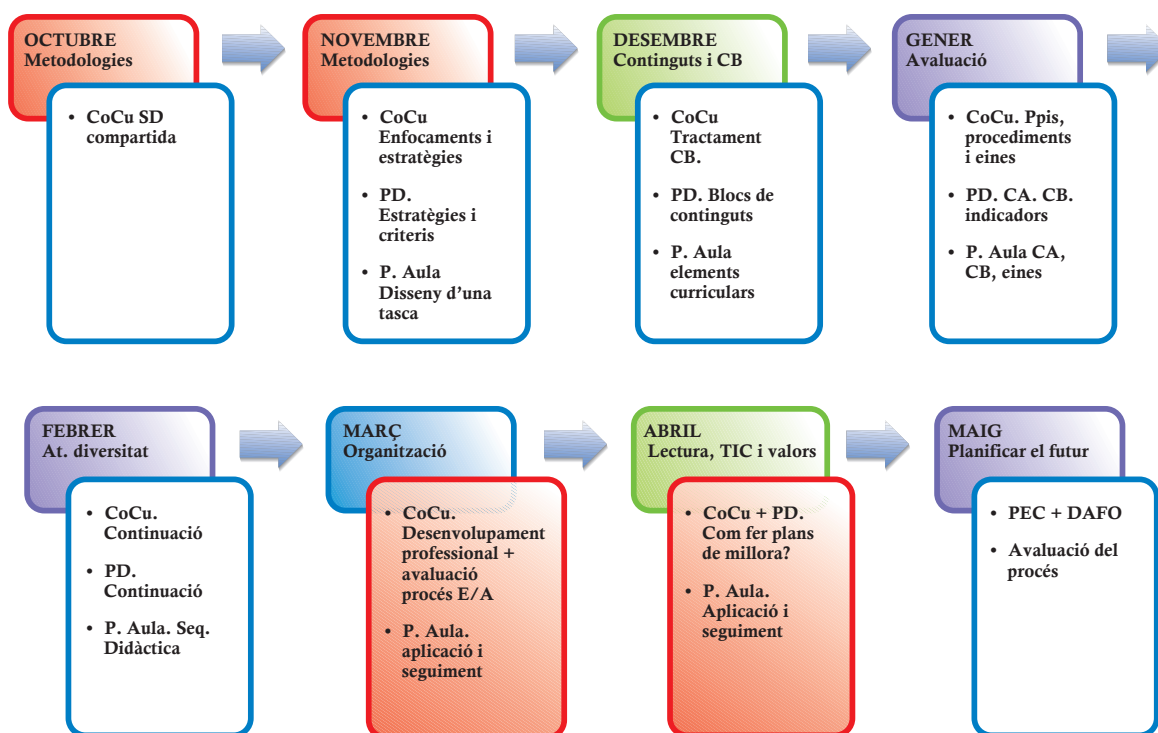 OCTUBRE
Metodologies
• CoCu SD
compartida
NOVEMBRE
Metodologies
• CoCu
Enfocaments i
estratègies
• PD.
Estratègies i
criteris
• P. Aula
Disseny d’una
tasca
DESEMBRE
Continguts i CB
• CoCu
Tractament
CB.
• PD. Blocs de
continguts
• P. Aula
elements
curriculars
GENER
Avaluació
• CoCu. Ppis,
procediments
i eines
• PD. CA. CB.
indicadors
• P. Aula CA,
CB, eines
FEBRER
At. diversitat
• CoCu.
Continuació
• PD.
Continuació
• P. Aula. Seq.
Didàctica
MARÇ
Organització
• CoCu.
Desenvolupament
professional +
avaluació
procés E/A
• P. Aula.
aplicació i
seguiment
ABRIL
Lectura, TIC i valors
• CoCu + PD.
Com fer plans
de millora?
• P. Aula.
Aplicació i
seguiment
MAIG
Planificar el futur
• PEC + DAFO
• Avaluació del
procés